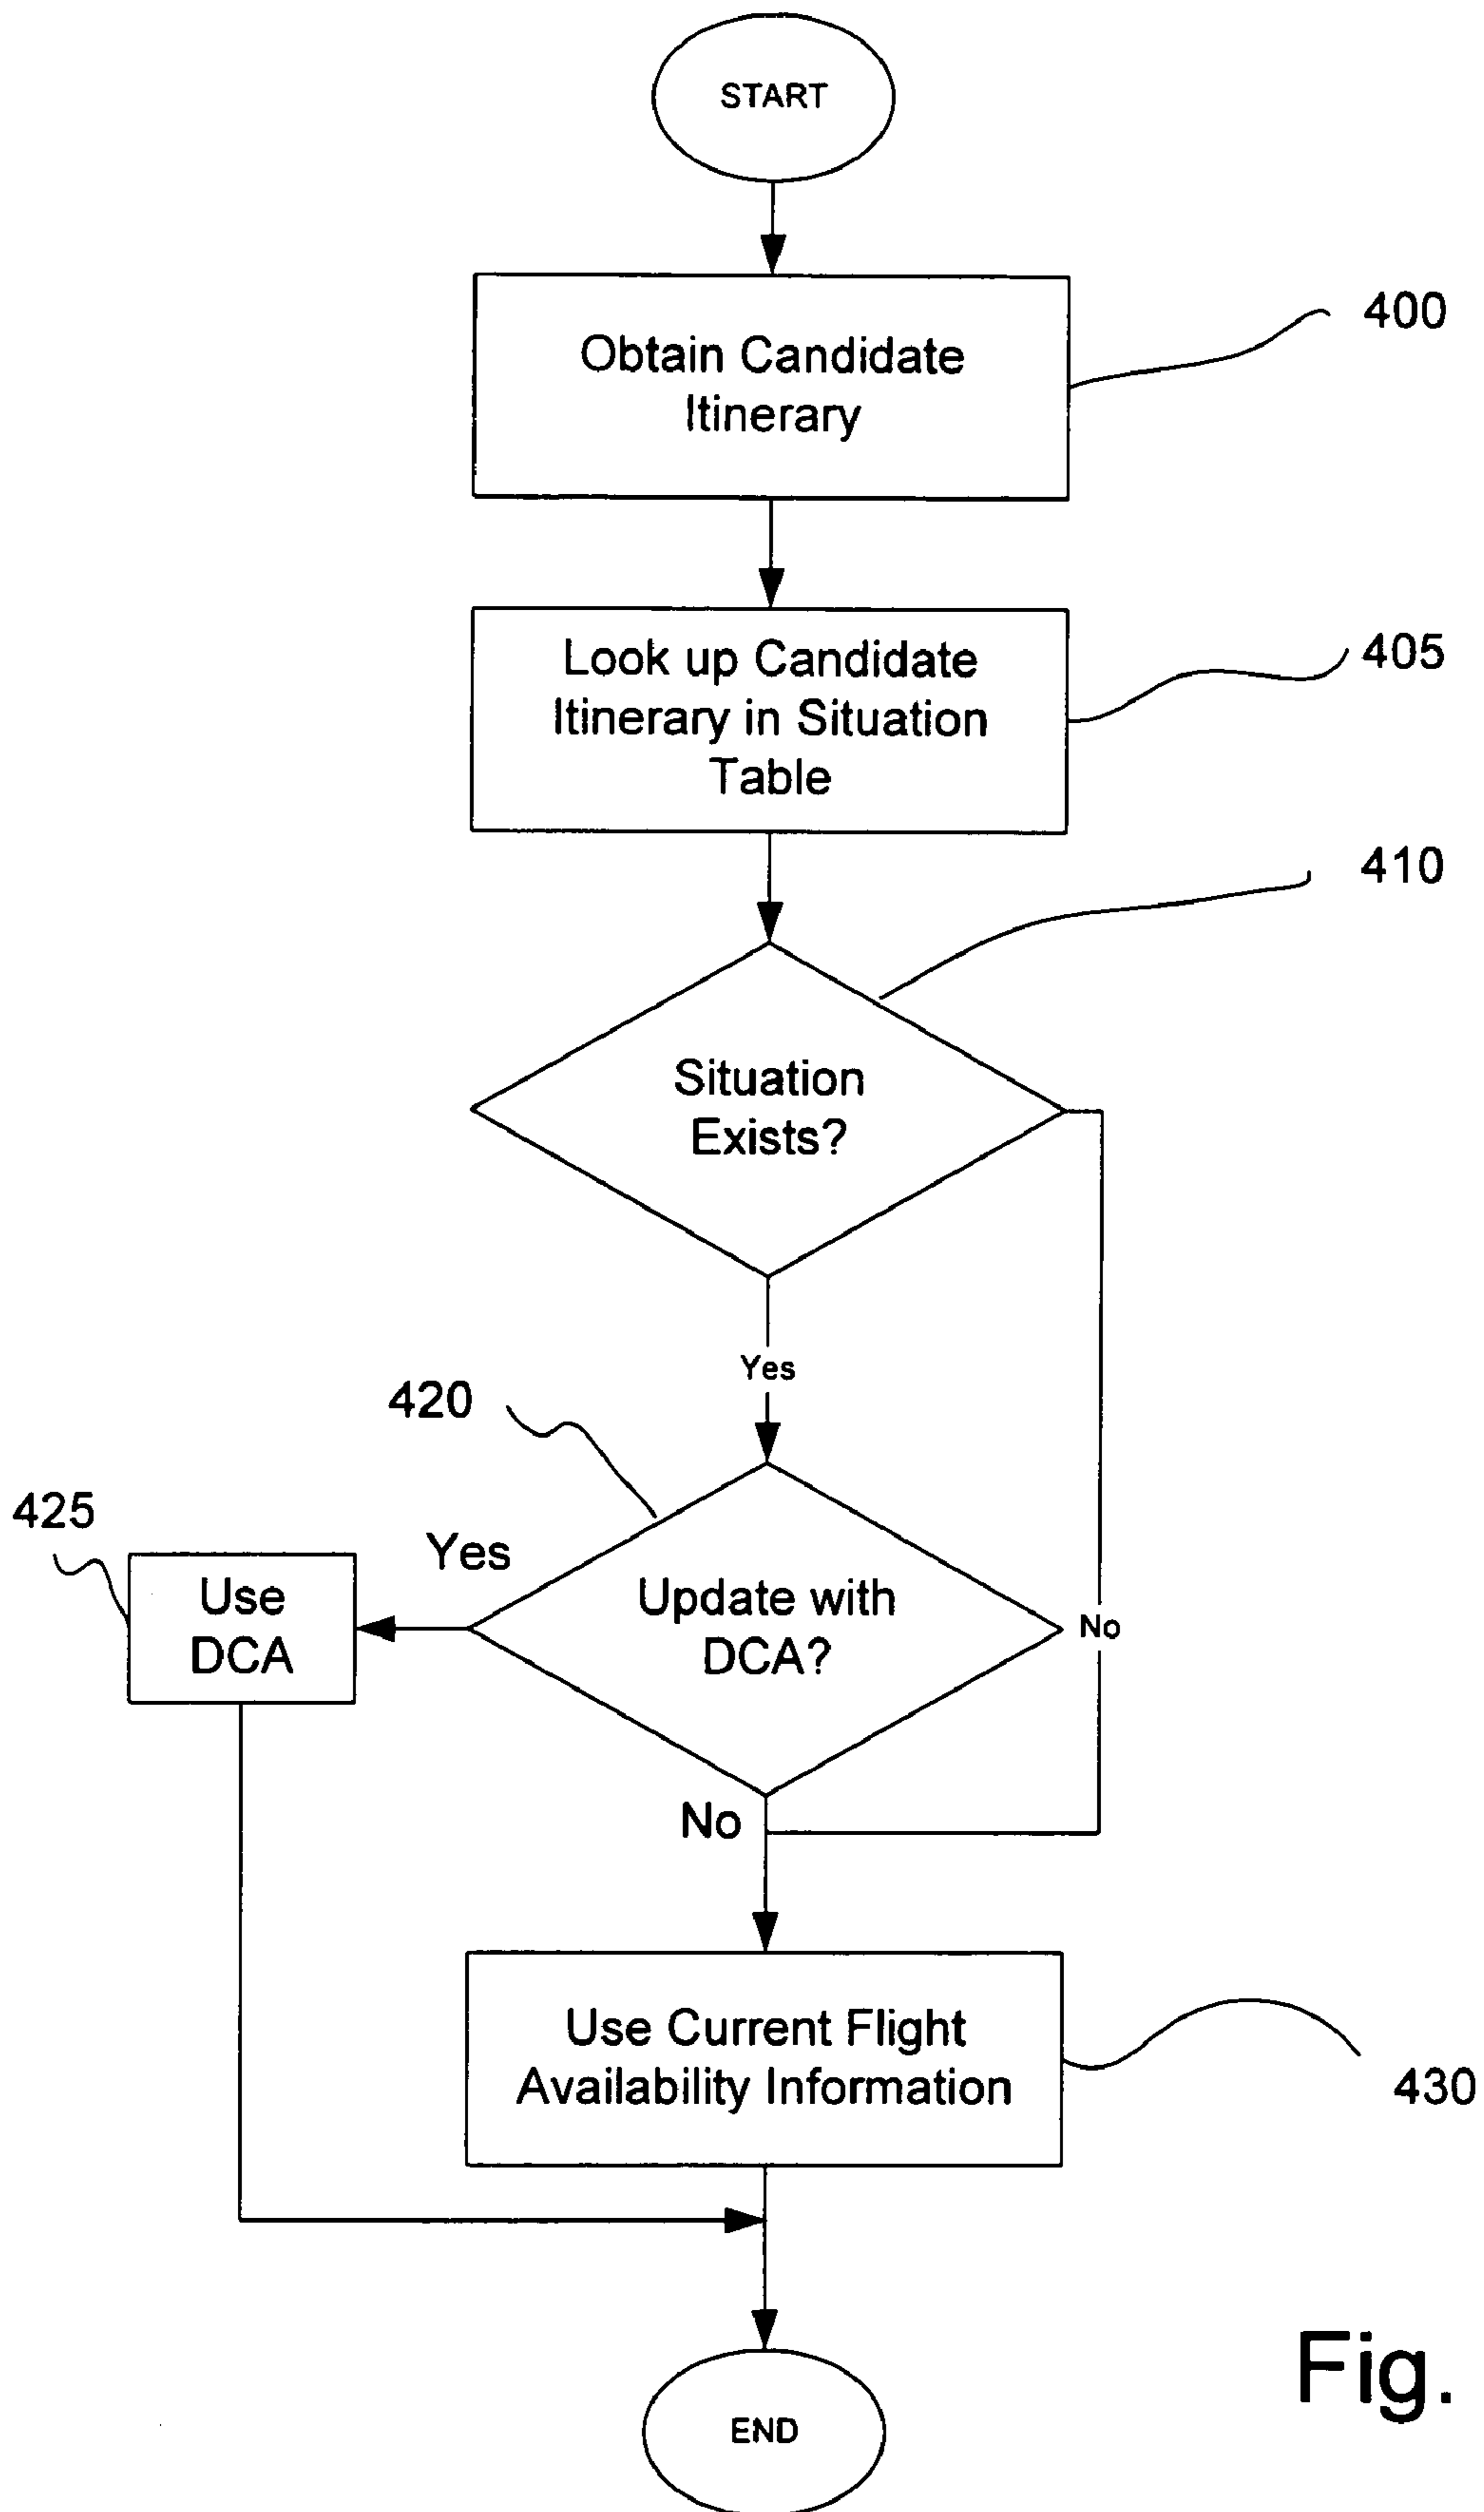 START
Obtain Candidate
Itinerary
400
Look up Candidate
Itinerary in Situation
Table
405
410
Situation
Exists?
Yes
420
425
Yes
Use
DCA
Update with
DCA?
No
No
Use Current Flight
Availability Information
430
END
Fig.